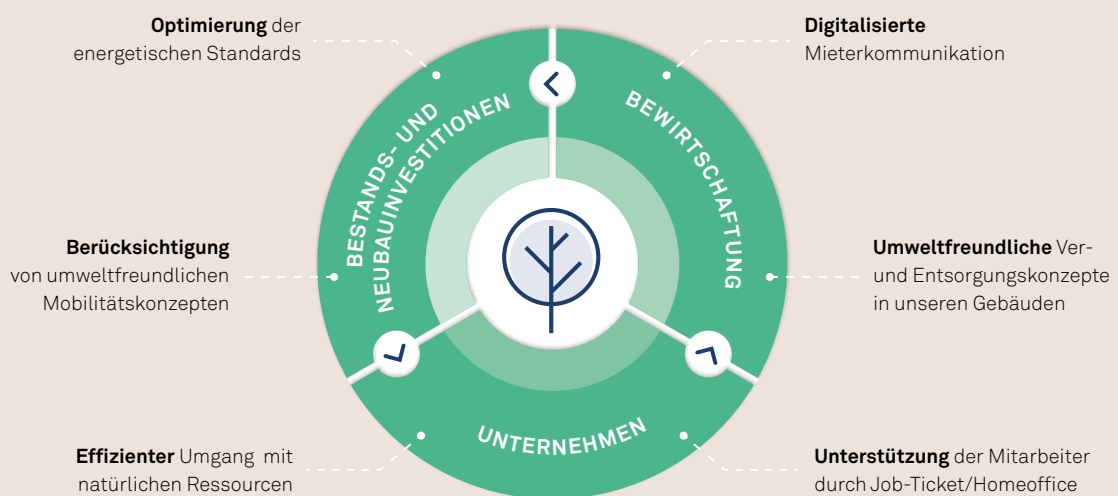 Optimierung der
energetischen Standards
Digitalisierte
Mieterkommunikation
BESTANDS- UND
NEUBAUINVESTITIONEN
BEWIRTSCHAFTUNG
Berücksichtigung
von umweltfreundlichen
Mobilitätskonzepten
Umweltfreundliche Ver-
und Entsorgungskonzepte
in unseren Gebäuden
UNTERNEHMEN
Effizienter Umgang mit
natürlichen Ressourcen
Unterstützung der Mitarbeiter
durch Job-Ticket/Homeoffice